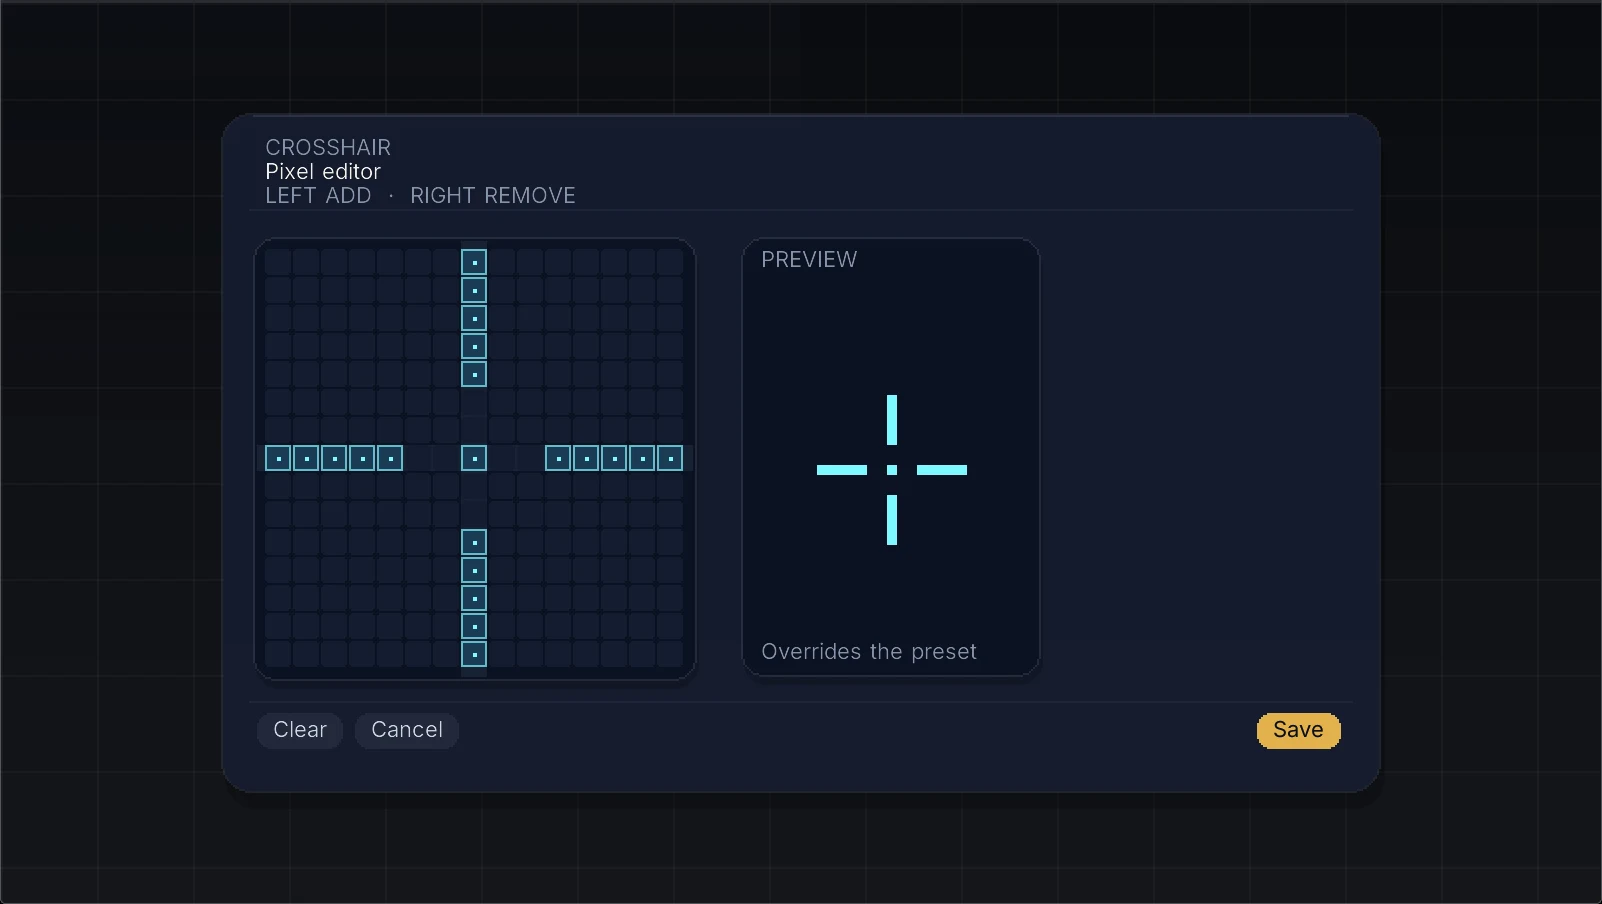 CROSSHAIR
Pixel editor
LEFT ADD · RIGHT REMOVE
PREVIEW
Overrides the preset
Clear
Cancel
Save